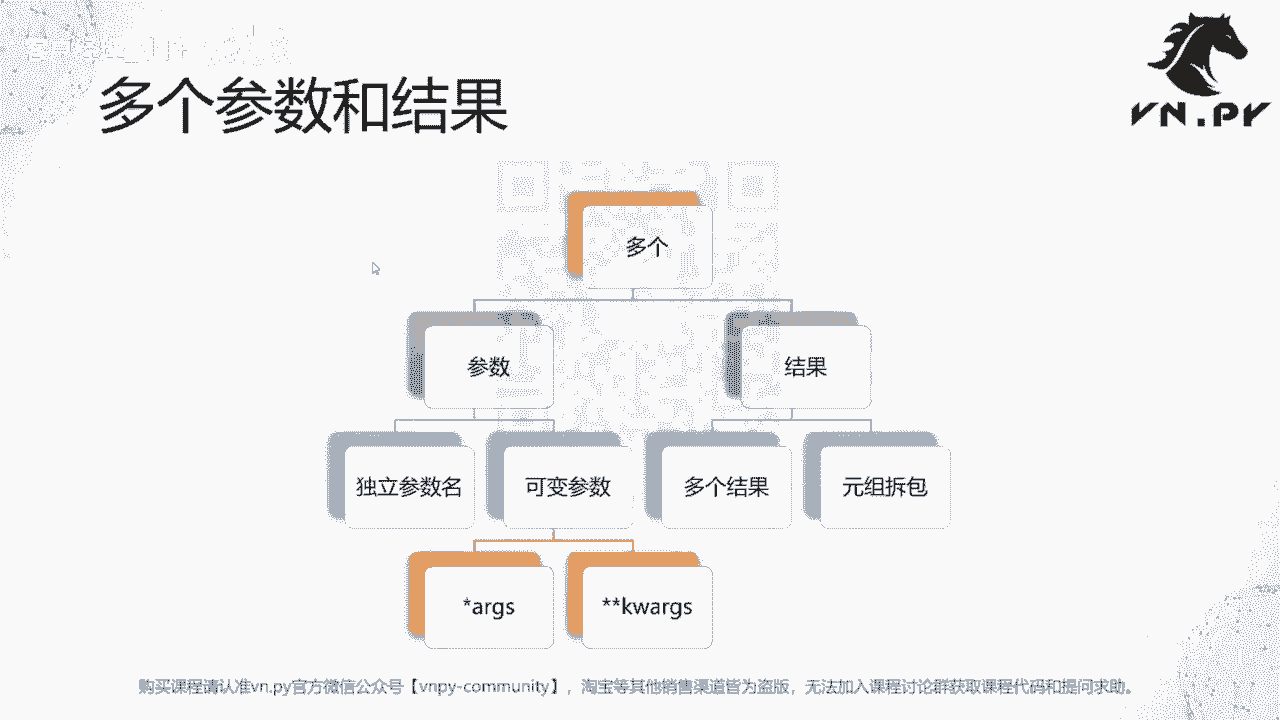 多个参数和结果
VN.PY
多个
参数
结果
独立参数名
可变参数
多个结果
元组拆包
*args
**kwargs
购买课程请认准vn.py官方微信公众号【vnpy-community】，淘宝等其他销售渠道皆为盗版，无法加入课程讨论群获取课程代码和提问求助。